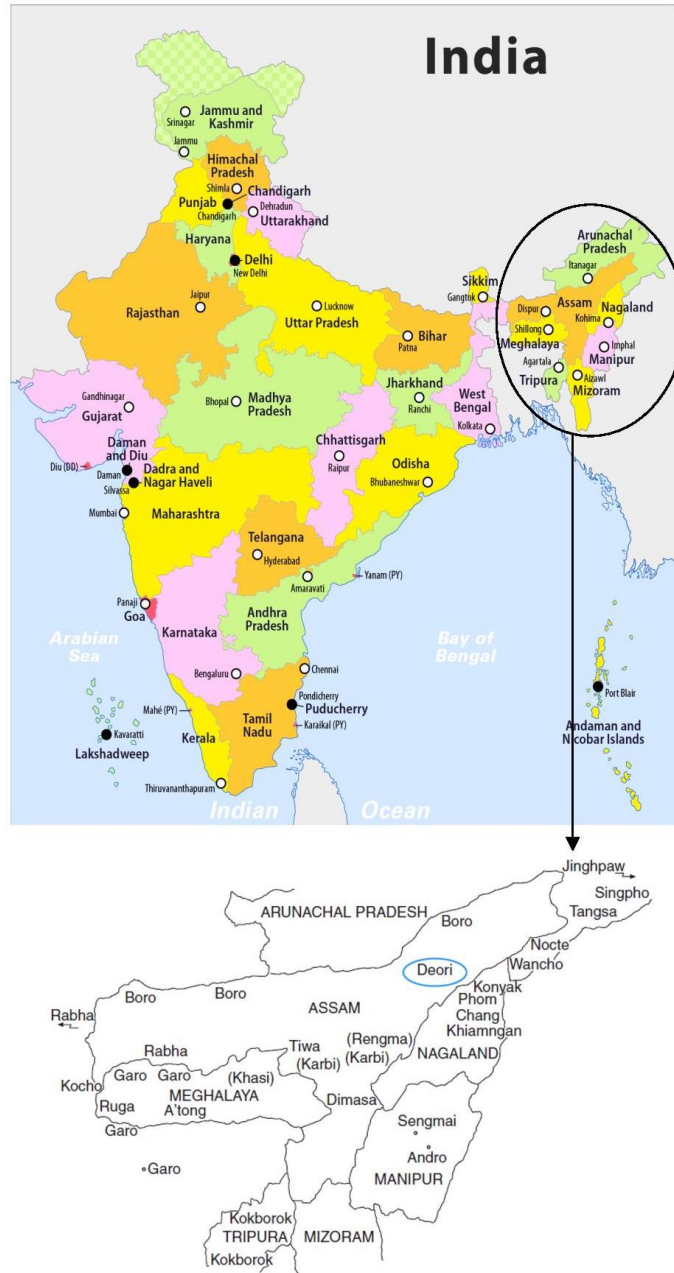 India
Jammu and
Kashmir
Srinagar
Jammu
Himachal
Pradesh
Shimla
Punjab
Chandigarh
Chandigarh
Dehradun
Uttarakhand
Haryana
Delhi
New Delhi
Rajasthan
Jaipur
Lucknow
Uttar Pradesh
Sikkim
Gangtok
Arunachal
Pradesh
Itanagar
Dispur
Assam
Nagaland
Kohima
Shillong
Meghalaya
Imphal
Manipur
Agartala
Tripura
Aizawl
Mizoram
Bihar
Patna
Gandhinagar
Gujarat
Bhopal
Madhya
Pradesh
Jharkhand
Ranchi
West
Bengal
Kolkata
Daman
and Diu
Diu (DD)
Daman
Dadra and
Nagar Haveli
Silvassa
Chhattisgarh
Raipur
Odisha
Bhubaneshwar
Mumbai
Maharashtra
Telangana
Hyderabad
Amaravati
Yanam (PY)
Panaji
Goa
Karnataka
Andhra
Pradesh
Arabian
Sea
Bay of
Bengal
Bengaluru
Chennai
Port Blair
Andaman and
Nicobar Islands
Pondicherry
Puducherry
Mahé (PY)
Tamil
Nadu
Karaikal (PY)
Kavaratti
Lakshadweep
Kerala
Thiruvananthapuram
Indian Ocean
Jinghpaw
Singpho
Tangsa
ARUNACHAL PRADESH
Boro
Nocte
Wancho
Deori
Konyak
Phom
Chang
Khiamngan
NAGALAND
Boro
Boro
ASSAM
Rabha
Rabha
Tiwa
(Karbi)
(Rengma)
(Karbi)
Garo
Garo
(Khasi)
Kocho
MEGHALAYA
A'tong
Ruga
Garo
Dimasa
Sengmai
Andro
MANIPUR
Garo
Kokborok
TRIPURA
Kokborok
MIZORAM